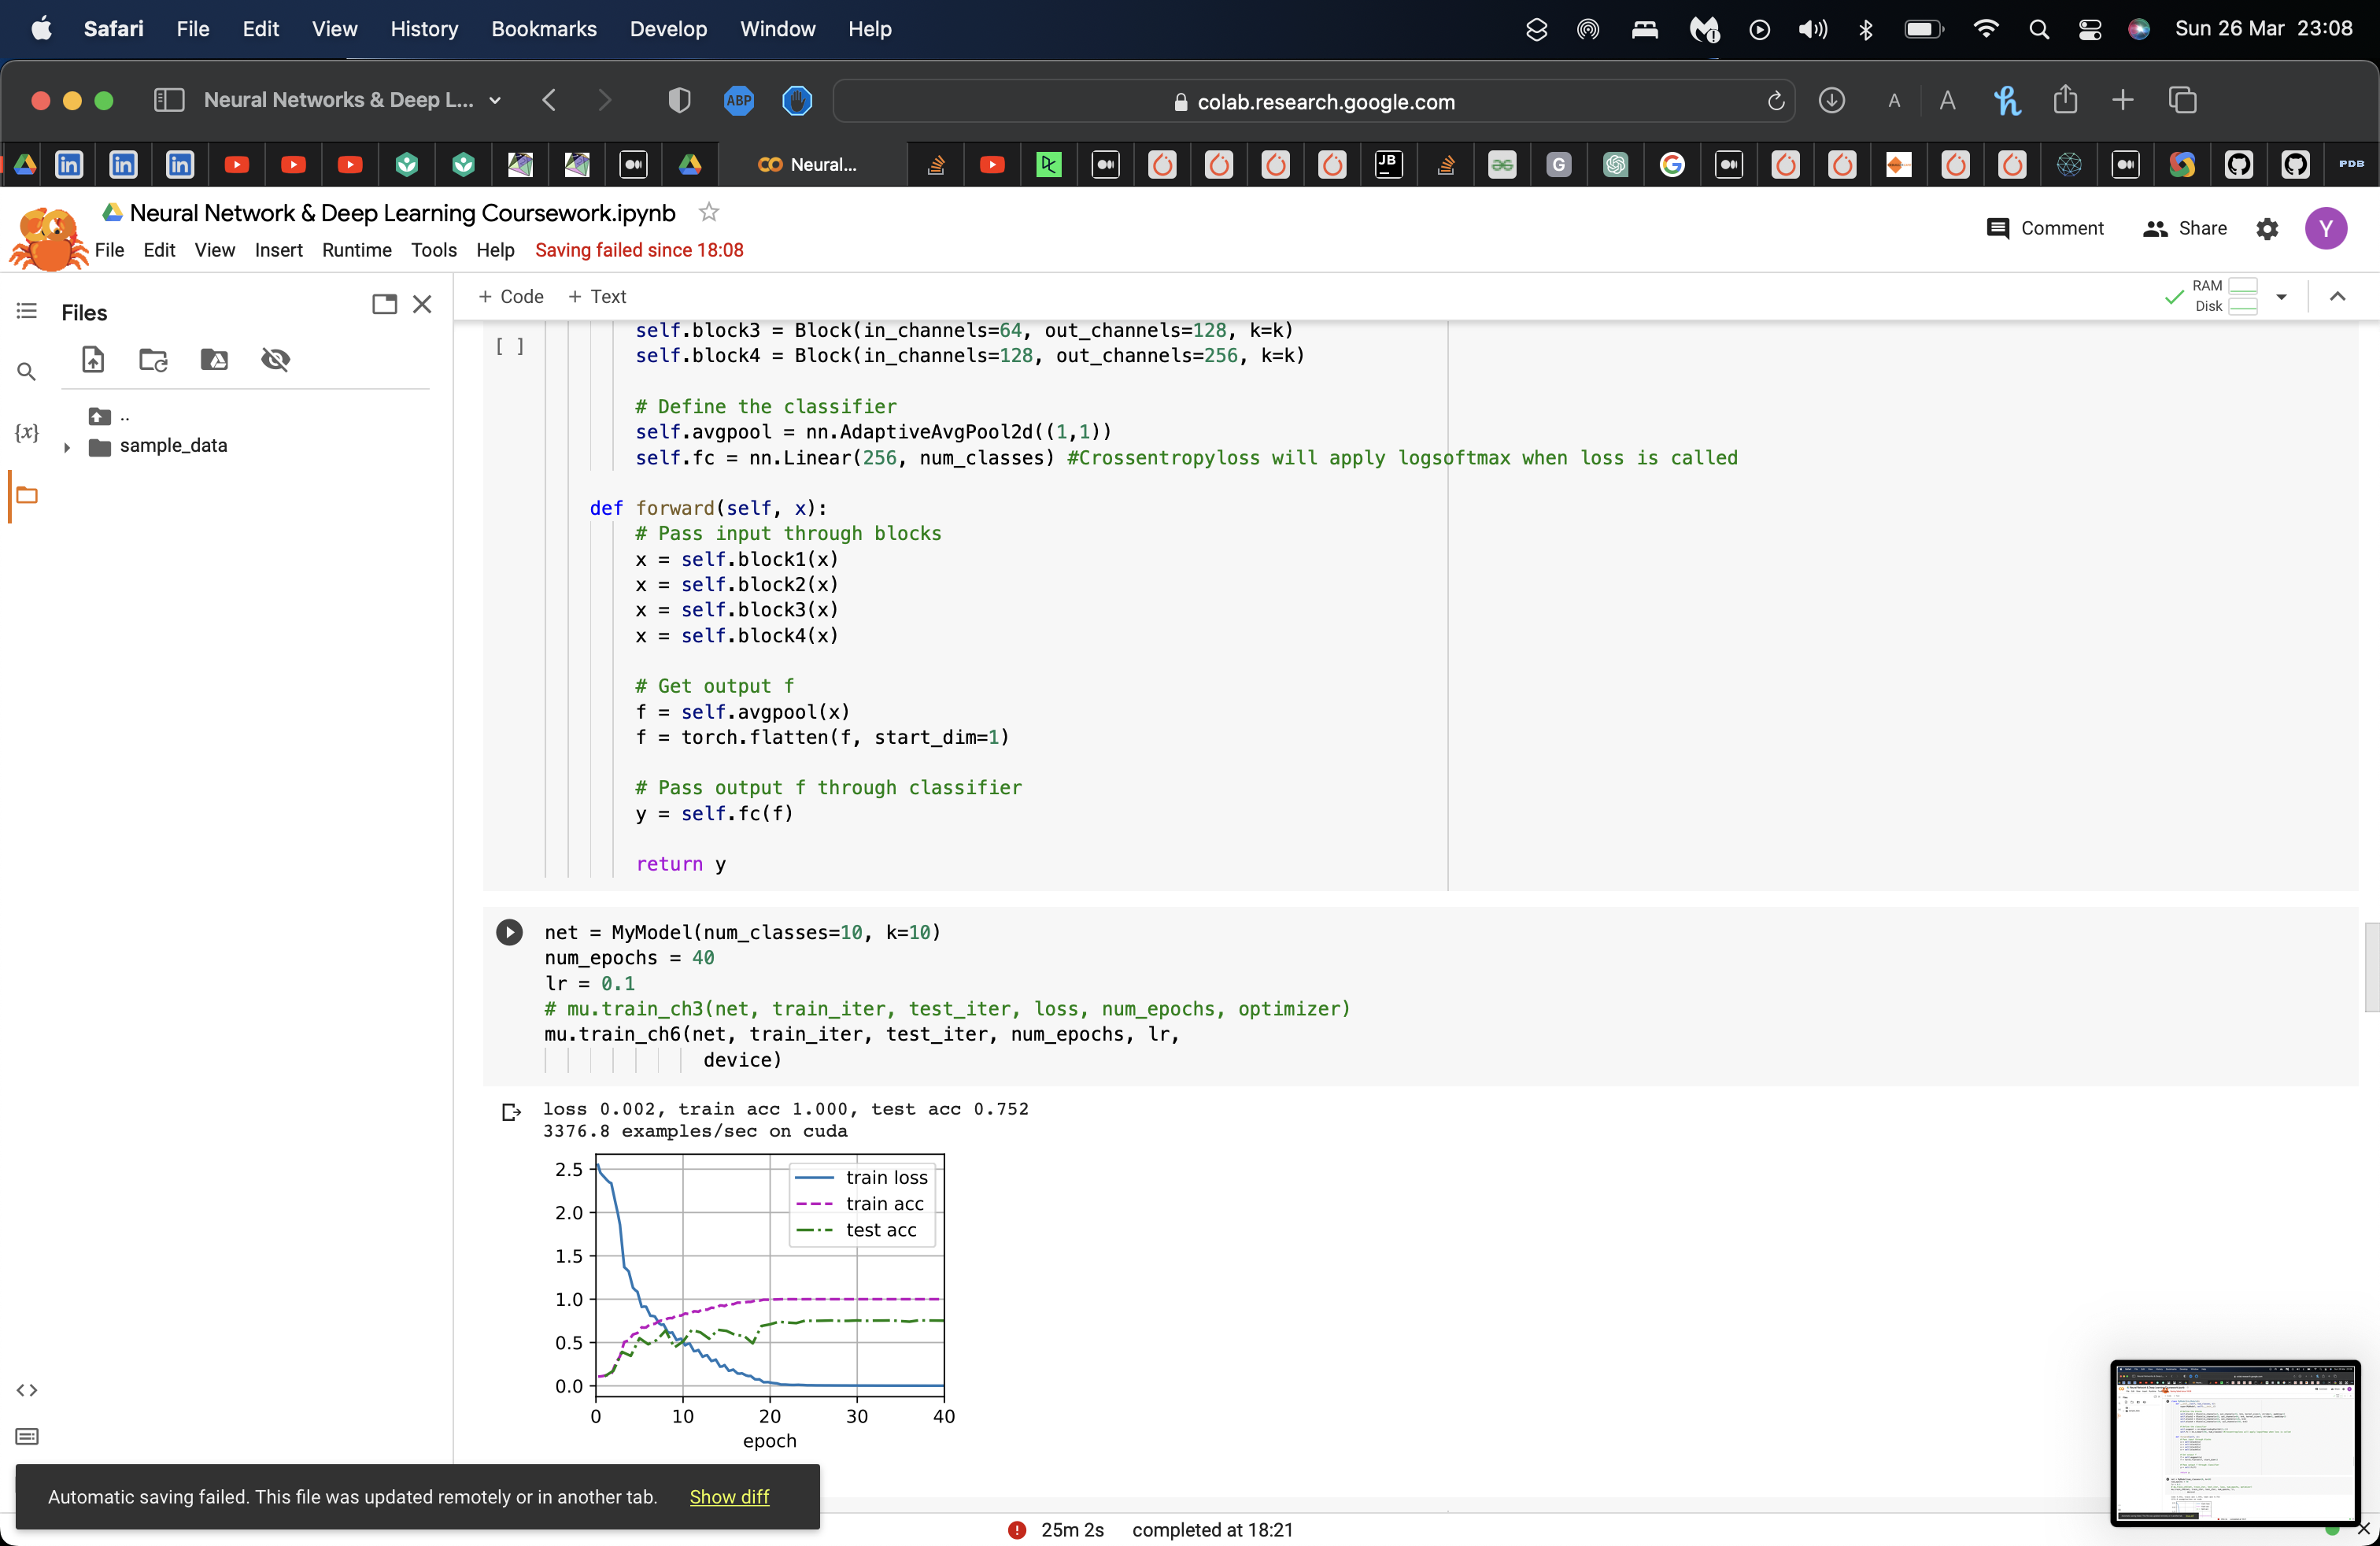 Safari File Edit View History Bookmarks Develop Window Help Sun 26 Mar 23:08
Neural Networks & Deep L... ABP colab.research.google.com A A
in in in Neural... JB G G PDB
Neural Network & Deep Learning Coursework.ipynb
File Edit View Insert Runtime Tools Help Saving failed since 18:08
Comment Share Y
Files
+ Code + Text
RAM
Disk
..
sample_data
{x}
[ ]
self.block3 = Block(in_channels=64, out_channels=128, k=k)
self.block4 = Block(in_channels=128, out_channels=256, k=k)
# Define the classifier
self.avgpool = nn.AdaptiveAvgPool2d((1,1))
self.fc = nn.Linear(256, num_classes) #Crossentropyloss will apply logsoftmax when loss is called
def forward(self, x):
# Pass input through blocks
x = self.block1(x)
x = self.block2(x)
x = self.block3(x)
x = self.block4(x)
# Get output f
f = self.avgpool(x)
f = torch.flatten(f, start_dim=1)
# Pass output f through classifier
y = self.fc(f)
return y
net = MyModel(num_classes=10, k=10)
num_epochs = 40
lr = 0.1
# mu.train_ch3(net, train_iter, test_iter, loss, num_epochs, optimizer)
mu.train_ch6(net, train_iter, test_iter, num_epochs, lr,
device)
loss 0.002, train acc 1.000, test acc 0.752
3376.8 examples/sec on cuda
2.5
2.0
1.5
1.0
0.5
0.0
train loss
train acc
test acc
0 10 20 30 40
epoch
Automatic saving failed. This file was updated remotely or in another tab. Show diff
25m 2s completed at 18:21